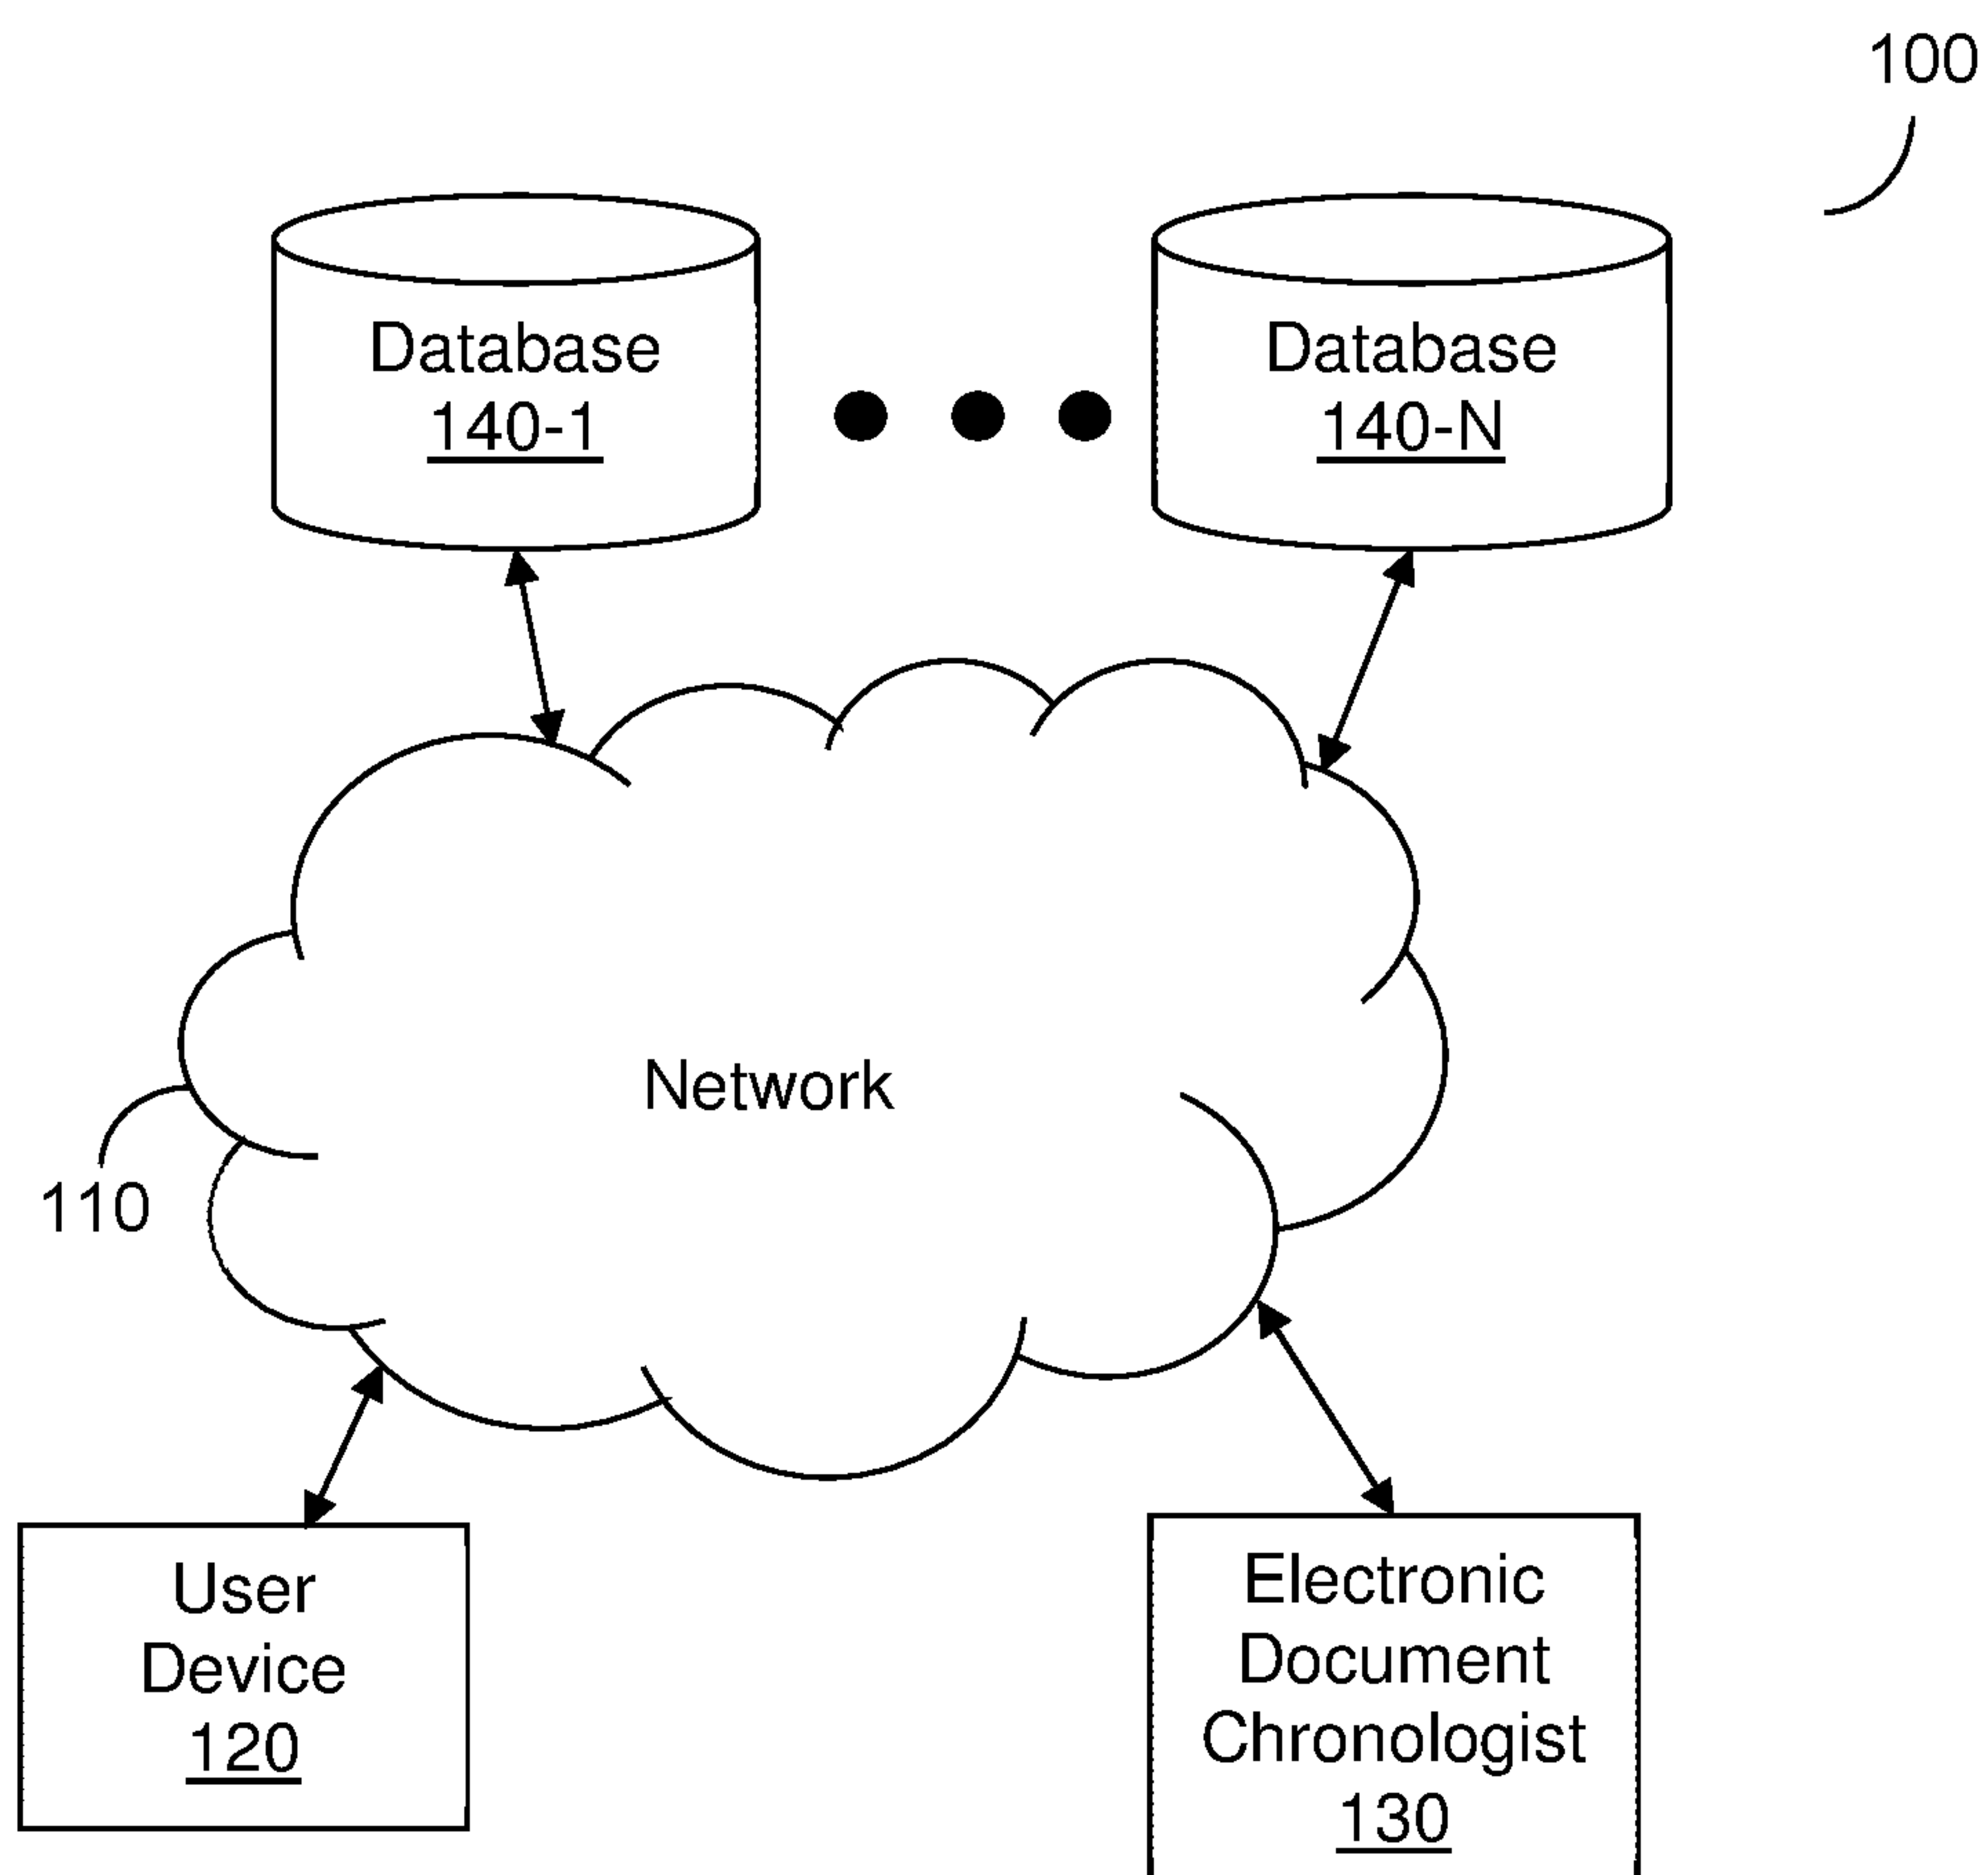 100
Database
140-1
Database
140-N
Network
110
User
Device
120
Electronic
Document
Chronologist
130